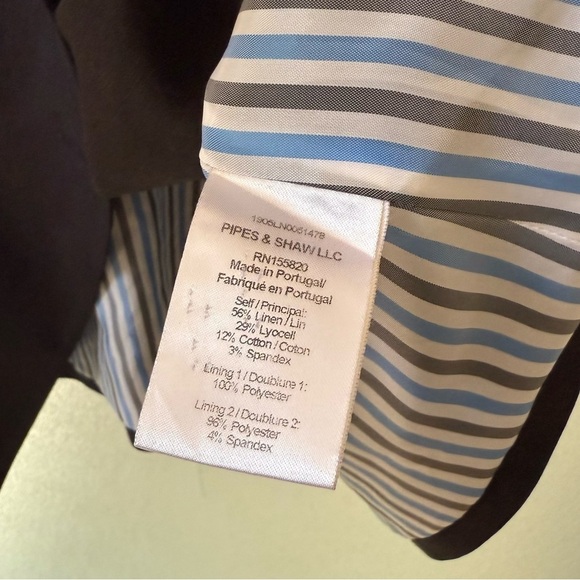 1906LN0051478
PIPES & SHAW LLC
RN155820
Made in Portugal/
Fabriqué en Portugal
Self / Principal:
56% Linen / Lin
29% Lyocell
12% Cotton / Coton
3% Spandex
Lining 1 / Doublure 1:
100% Polyester
Lining 2 / Doublure 2:
96% Polyester
4% Spandex